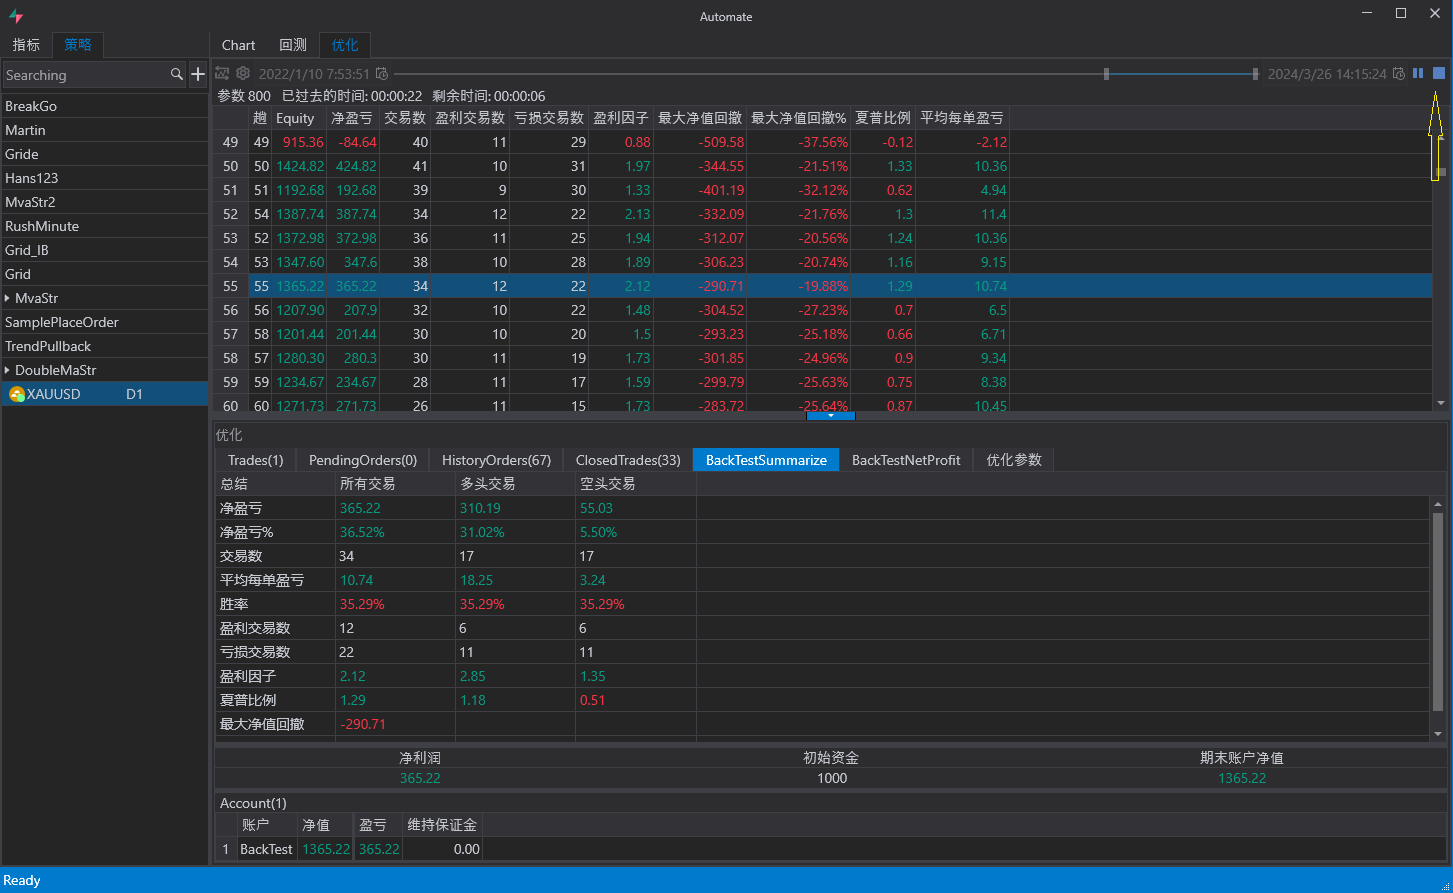 Automate
指标 策略
Chart 回测 优化
Searching
2022/1/10 7:53:51 2024/3/26 14:15:24
参数 800 已过去的时间: 00:00:22 剩余时间: 00:00:06
BreakGo
Martin
Gride
Hans123
MvaStr2
RushMinute
Grid_IB
Grid
MvaStr
SamplePlaceOrder
TrendPullback
DoubleMaStr
XAUUSD D1
趟 Equity 净盈亏 交易数 盈利交易数 亏损交易数 盈利因子 最大净值回撤 最大净值回撤% 夏普比例 平均每单盈亏
49 49 915.36 -84.64 40 11 29 0.88 -509.58 -37.56% -0.12 -2.12
50 50 1424.82 424.82 41 10 31 1.97 -344.55 -21.51% 1.33 10.36
51 51 1192.68 192.68 39 9 30 1.33 -401.19 -32.12% 0.62 4.94
52 54 1387.74 387.74 34 12 22 2.13 -332.09 -21.76% 1.3 11.4
53 52 1372.98 372.98 36 11 25 1.94 -312.07 -20.56% 1.24 10.36
54 53 1347.60 347.6 38 10 28 1.89 -306.23 -20.74% 1.16 9.15
55 55 1365.22 365.22 34 12 22 2.12 -290.71 -19.88% 1.29 10.74
56 56 1207.90 207.9 32 10 22 1.48 -304.52 -27.23% 0.7 6.5
57 58 1201.44 201.44 30 10 20 1.5 -293.23 -25.18% 0.66 6.71
58 57 1280.30 280.3 30 11 19 1.73 -301.85 -24.96% 0.9 9.34
59 59 1234.67 234.67 28 11 17 1.59 -299.79 -25.63% 0.75 8.38
60 60 1271.73 271.73 26 11 15 1.73 -283.72 -25.64% 0.87 10.45
优化
Trades(1) PendingOrders(0) HistoryOrders(67) ClosedTrades(33) BackTestSummarize BackTestNetProfit 优化参数
总结 所有交易 多头交易 空头交易
净盈亏 365.22 310.19 55.03
净盈亏% 36.52% 31.02% 5.50%
交易数 34 17 17
平均每单盈亏 10.74 18.25 3.24
胜率 35.29% 35.29% 35.29%
盈利交易数 12 6 6
亏损交易数 22 11 11
盈利因子 2.12 2.85 1.35
夏普比例 1.29 1.18 0.51
最大净值回撤 -290.71
净利润 初始资金 期末账户净值
365.22 1000 1365.22
Account(1)
账户 净值 盈亏 维持保证金
1 BackTest 1365.22 365.22 0.00
Ready